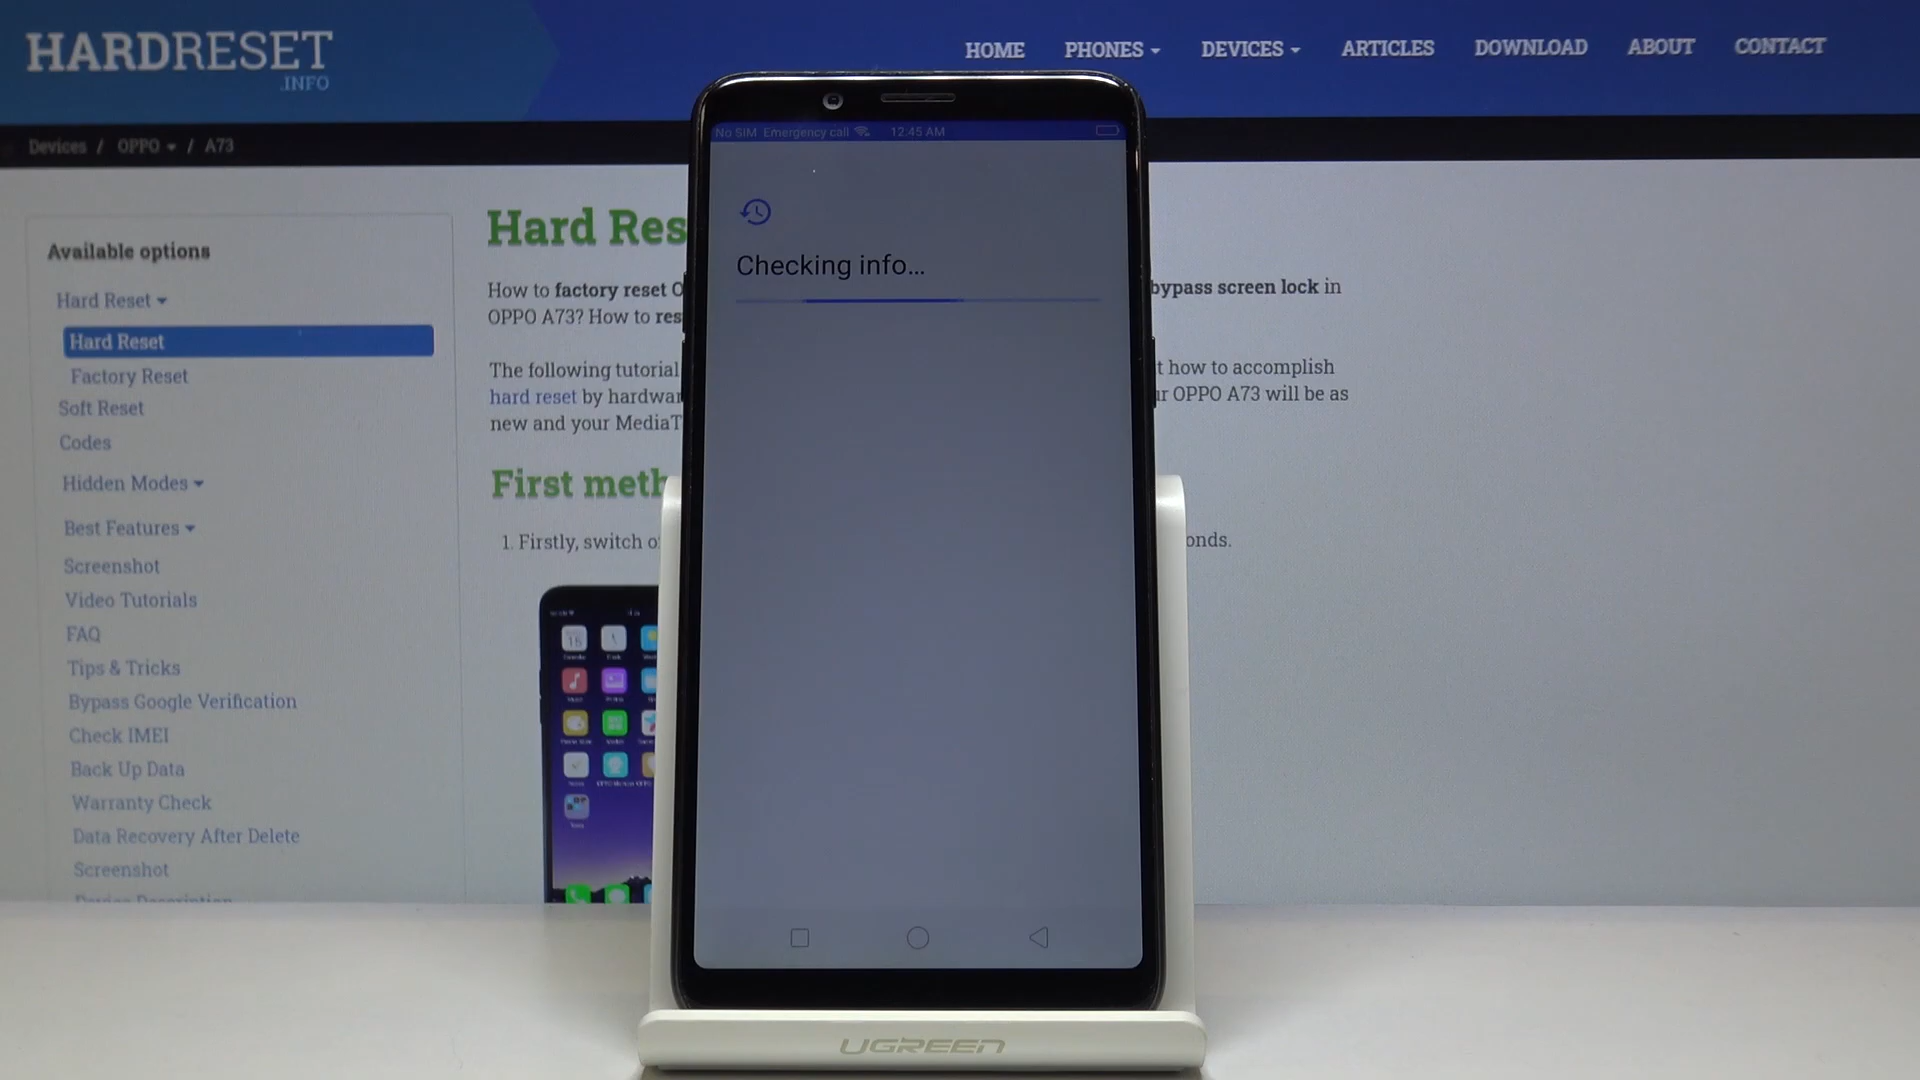 HARDRESET
.INFO
HOME PHONES DEVICES ARTICLES DOWNLOAD ABOUT CONTACT
Devices / OPPO / A73
Available options
Hard Reset
Hard Reset
Factory Reset
Soft Reset
Codes
Hidden Modes
Best Features
Screenshot
Video Tutorials
FAQ
Tips & Tricks
Bypass Google Verification
Check IMEI
Back Up Data
Warranty Check
Data Recovery After Delete
Screenshot
Device Description
Hard Res
How to factory reset O bypass screen lock in
OPPO A73? How to res
The following tutorial t how to accomplish
hard reset by hardwar ur OPPO A73 will be as
new and your MediaT
First meth
1. Firstly, switch o onds.
No SIM Emergency call 12:45 AM
Checking info...
UGREEN